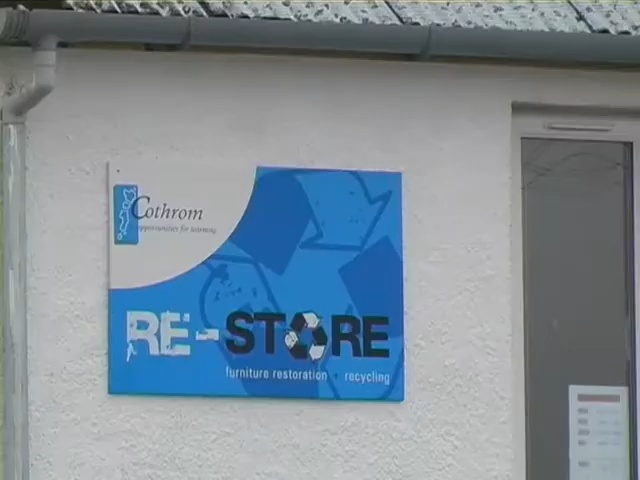 Cothrom
opportunities for learning
RE-STORE
furniture restoration • recycling